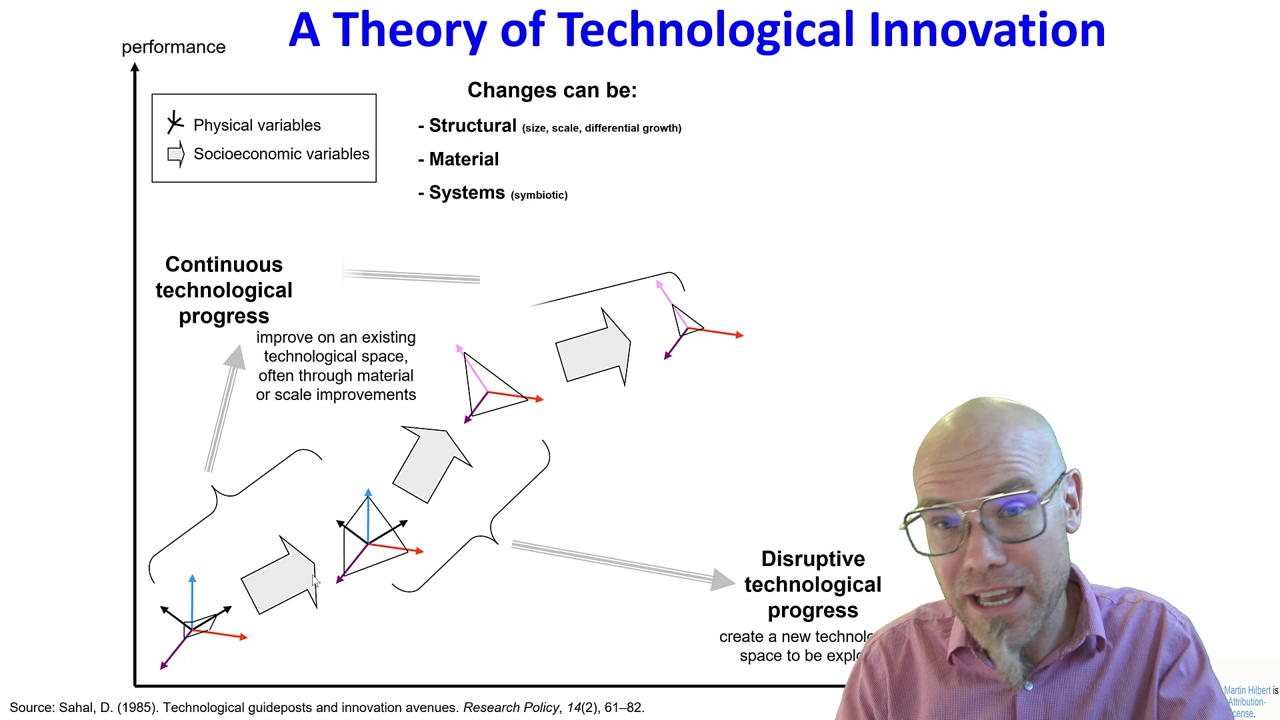 A Theory of Technological Innovation
performance
Physical variables
Socioeconomic variables
Changes can be:
- Structural (size, scale, differential growth)
- Material
- Systems (symbiotic)
Continuous
technological
progress
improve on an existing
technological space,
often through material
or scale improvements
Disruptive
technological
progress
create a new
space to be
Source: Sahal, D. (1985). Technological guideposts and innovation avenues. Research Policy, 14(2), 61–82.
Martin Hilbert is
Attribution-